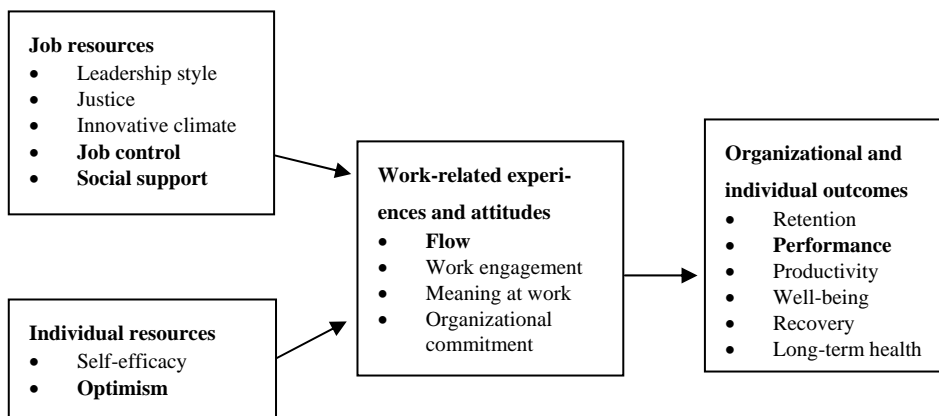 Job resources
• Leadership style
• Justice
• Innovative climate
• Job control
• Social support
Individual resources
• Self-efficacy
• Optimism
Work-related experi-
ences and attitudes
• Flow
• Work engagement
• Meaning at work
• Organizational
commitment
Organizational and
individual outcomes
• Retention
• Performance
• Productivity
• Well-being
• Recovery
• Long-term health